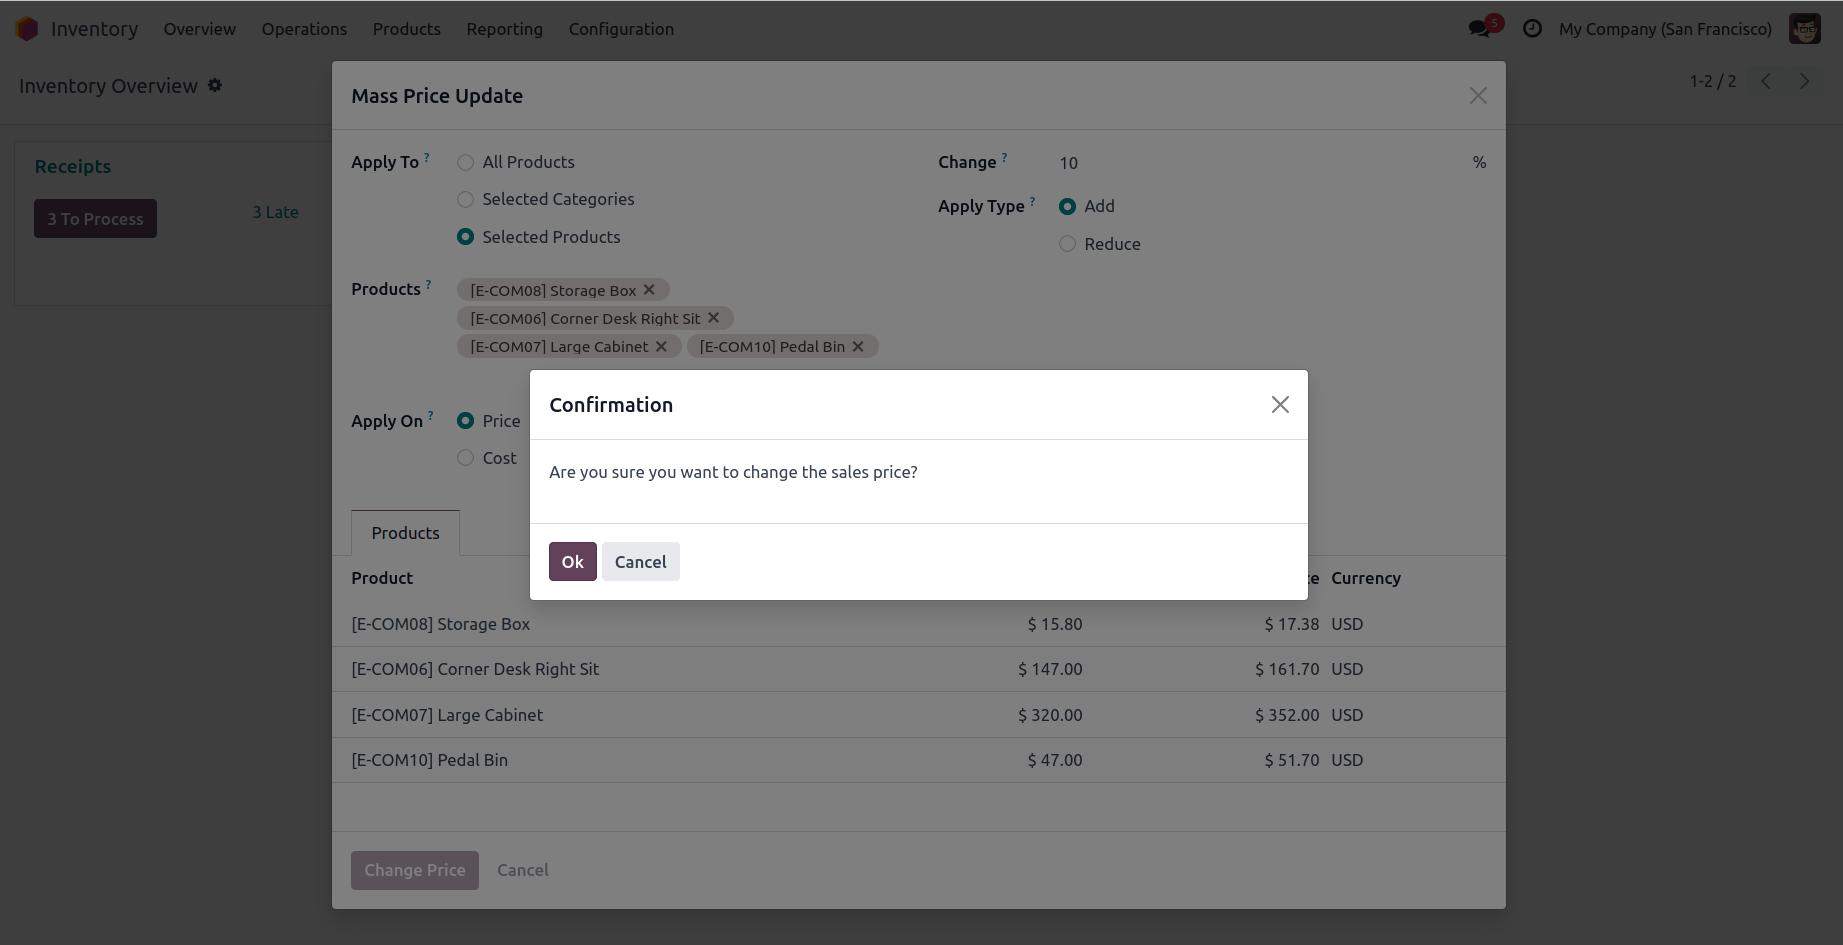 Inventory Overview Operations Products Reporting Configuration 5 My Company (San Francisco)
Inventory Overview 1-2 / 2
Receipts
3 To Process 3 Late
Mass Price Update
Apply To ? All Products
Selected Categories
Selected Products
Change ? 10 %
Apply Type ? Add
Reduce
Products ? [E-COM08] Storage Box
[E-COM06] Corner Desk Right Sit
[E-COM07] Large Cabinet [E-COM10] Pedal Bin
Apply On ? Price
Cost
Confirmation
Are you sure you want to change the sales price?
Ok Cancel
Products
Product Currency
[E-COM08] Storage Box $ 15.80 $ 17.38 USD
[E-COM06] Corner Desk Right Sit $ 147.00 $ 161.70 USD
[E-COM07] Large Cabinet $ 320.00 $ 352.00 USD
[E-COM10] Pedal Bin $ 47.00 $ 51.70 USD
Change Price Cancel